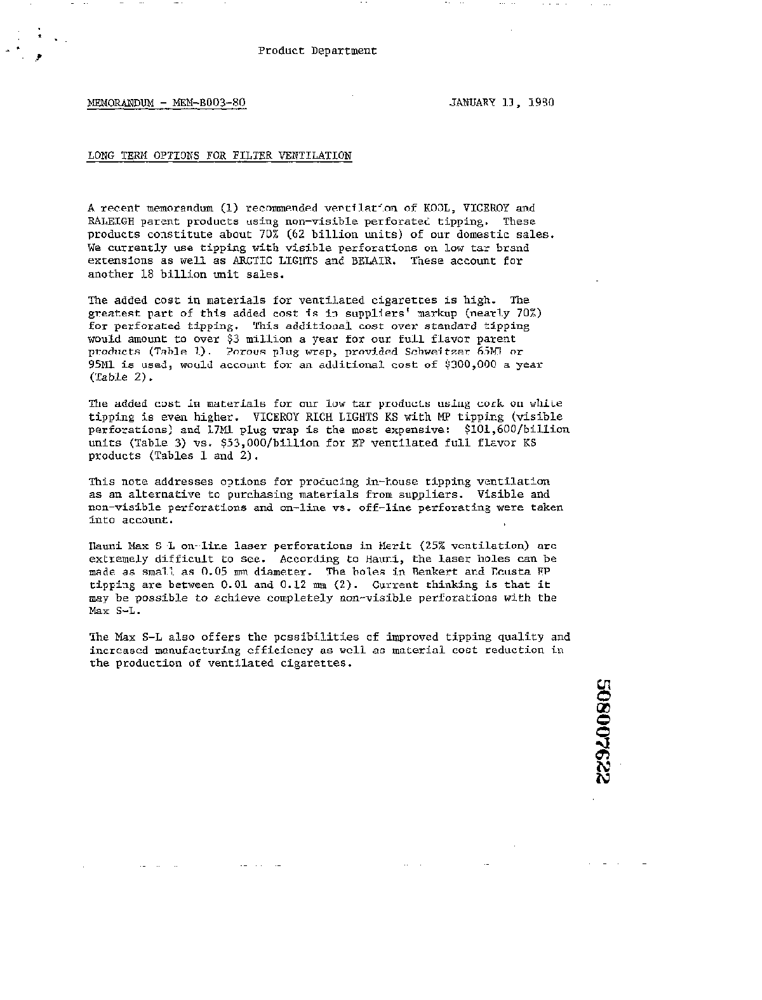 Product Department
MEMORANDUM - MEM-B003-80 JANUARY 11, 1980
LONG TERM OPTIONS FOR FILTER VENTILATION
A recent memorandum (1) recommended ventilation of KOOL, VICEROY and
RALEIGH parent products using non-visible perforated tipping. These
products constitute about 70% (62 billion units) of our domestic sales.
We currently use tipping with visible perforations on low tar brand
extensions as well as ARCTIC LIGHTS and BELAIR. These account for
another 18 billion unit sales.
The added cost in materials for ventilated cigarettes is high. The
greatest part of this added cost is in suppliers' markup (nearly 70%)
for perforated tipping. This additional cost over standard tipping
would amount to over $3 million a year for our full flavor parent
products (Table 1). Porous plug wrap, provided Schweitzer 65M1 or
95M1 is used, would account for an additional cost of $300,000 a year
(Table 2).
The added cost in materials for our low tar products using cork on white
tipping is even higher. VICEROY RICH LIGHTS KS with MP tipping (visible
perforations) and 17M1 plug wrap is the most expensive: $101,600/billion
units (Table 3) vs. $53,000/billion for EP ventilated full flavor KS
products (Tables 1 and 2).
This note addresses options for producing in-house tipping ventilation
as an alternative to purchasing materials from suppliers. Visible and
non-visible perforations and on-line vs. off-line perforating were taken
into account.
Hauni Max S-L on-line laser perforations in Merit (25% ventilation) are
extremely difficult to see. According to Hauni, the laser holes can be
made as small as 0.05 mm diameter. The holes in Benkert and Ecusta EP
tipping are between 0.01 and 0.12 mm (2). Current thinking is that it
may be possible to achieve completely non-visible perforations with the
Max S-L.
The Max S-L also offers the possibilities of improved tipping quality and
increased manufacturing efficiency as well as material cost reduction in
the production of ventilated cigarettes.
508007622